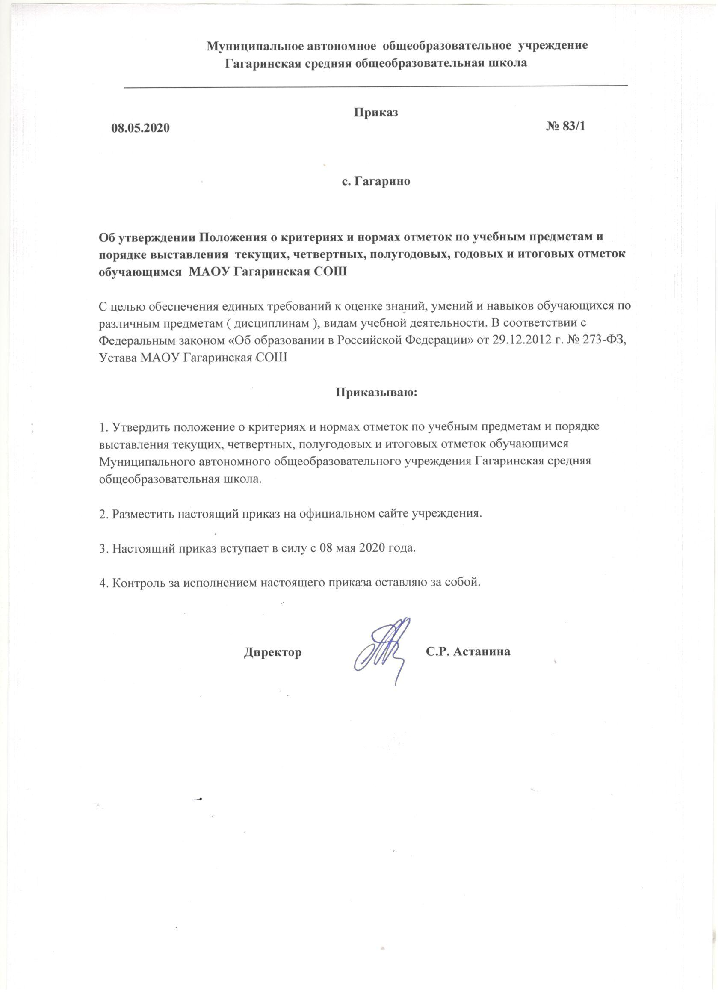 Муниципальное автономное общеобразовательное учреждение
Гагаринская средняя общеобразовательная школа
Приказ
08.05.2020 № 83/1
с. Гагарино
Об утверждении Положения о критериях и нормах отметок по учебным предметам и
порядке выставления текущих, четвертных, полугодовых, годовых и итоговых отметок
обучающимся МАОУ Гагаринская СОШ
С целью обеспечения единых требований к оценке знаний, умений и навыков обучающихся по
различным предметам ( дисциплинам ), видам учебной деятельности. В соответствии с
Федеральным законом «Об образовании в Российской Федерации» от 29.12.2012 г. № 273-ФЗ,
Устава МАОУ Гагаринская СОШ
Приказываю:
1. Утвердить положение о критериях и нормах отметок по учебным предметам и порядке
выставления текущих, четвертных, полугодовых и итоговых отметок обучающимся
Муниципального автономного общеобразовательного учреждения Гагаринская средняя
общеобразовательная школа.
2. Разместить настоящий приказ на официальном сайте учреждения.
3. Настоящий приказ вступает в силу с 08 мая 2020 года.
4. Контроль за исполнением настоящего приказа оставляю за собой.
Директор С.Р. Астанина